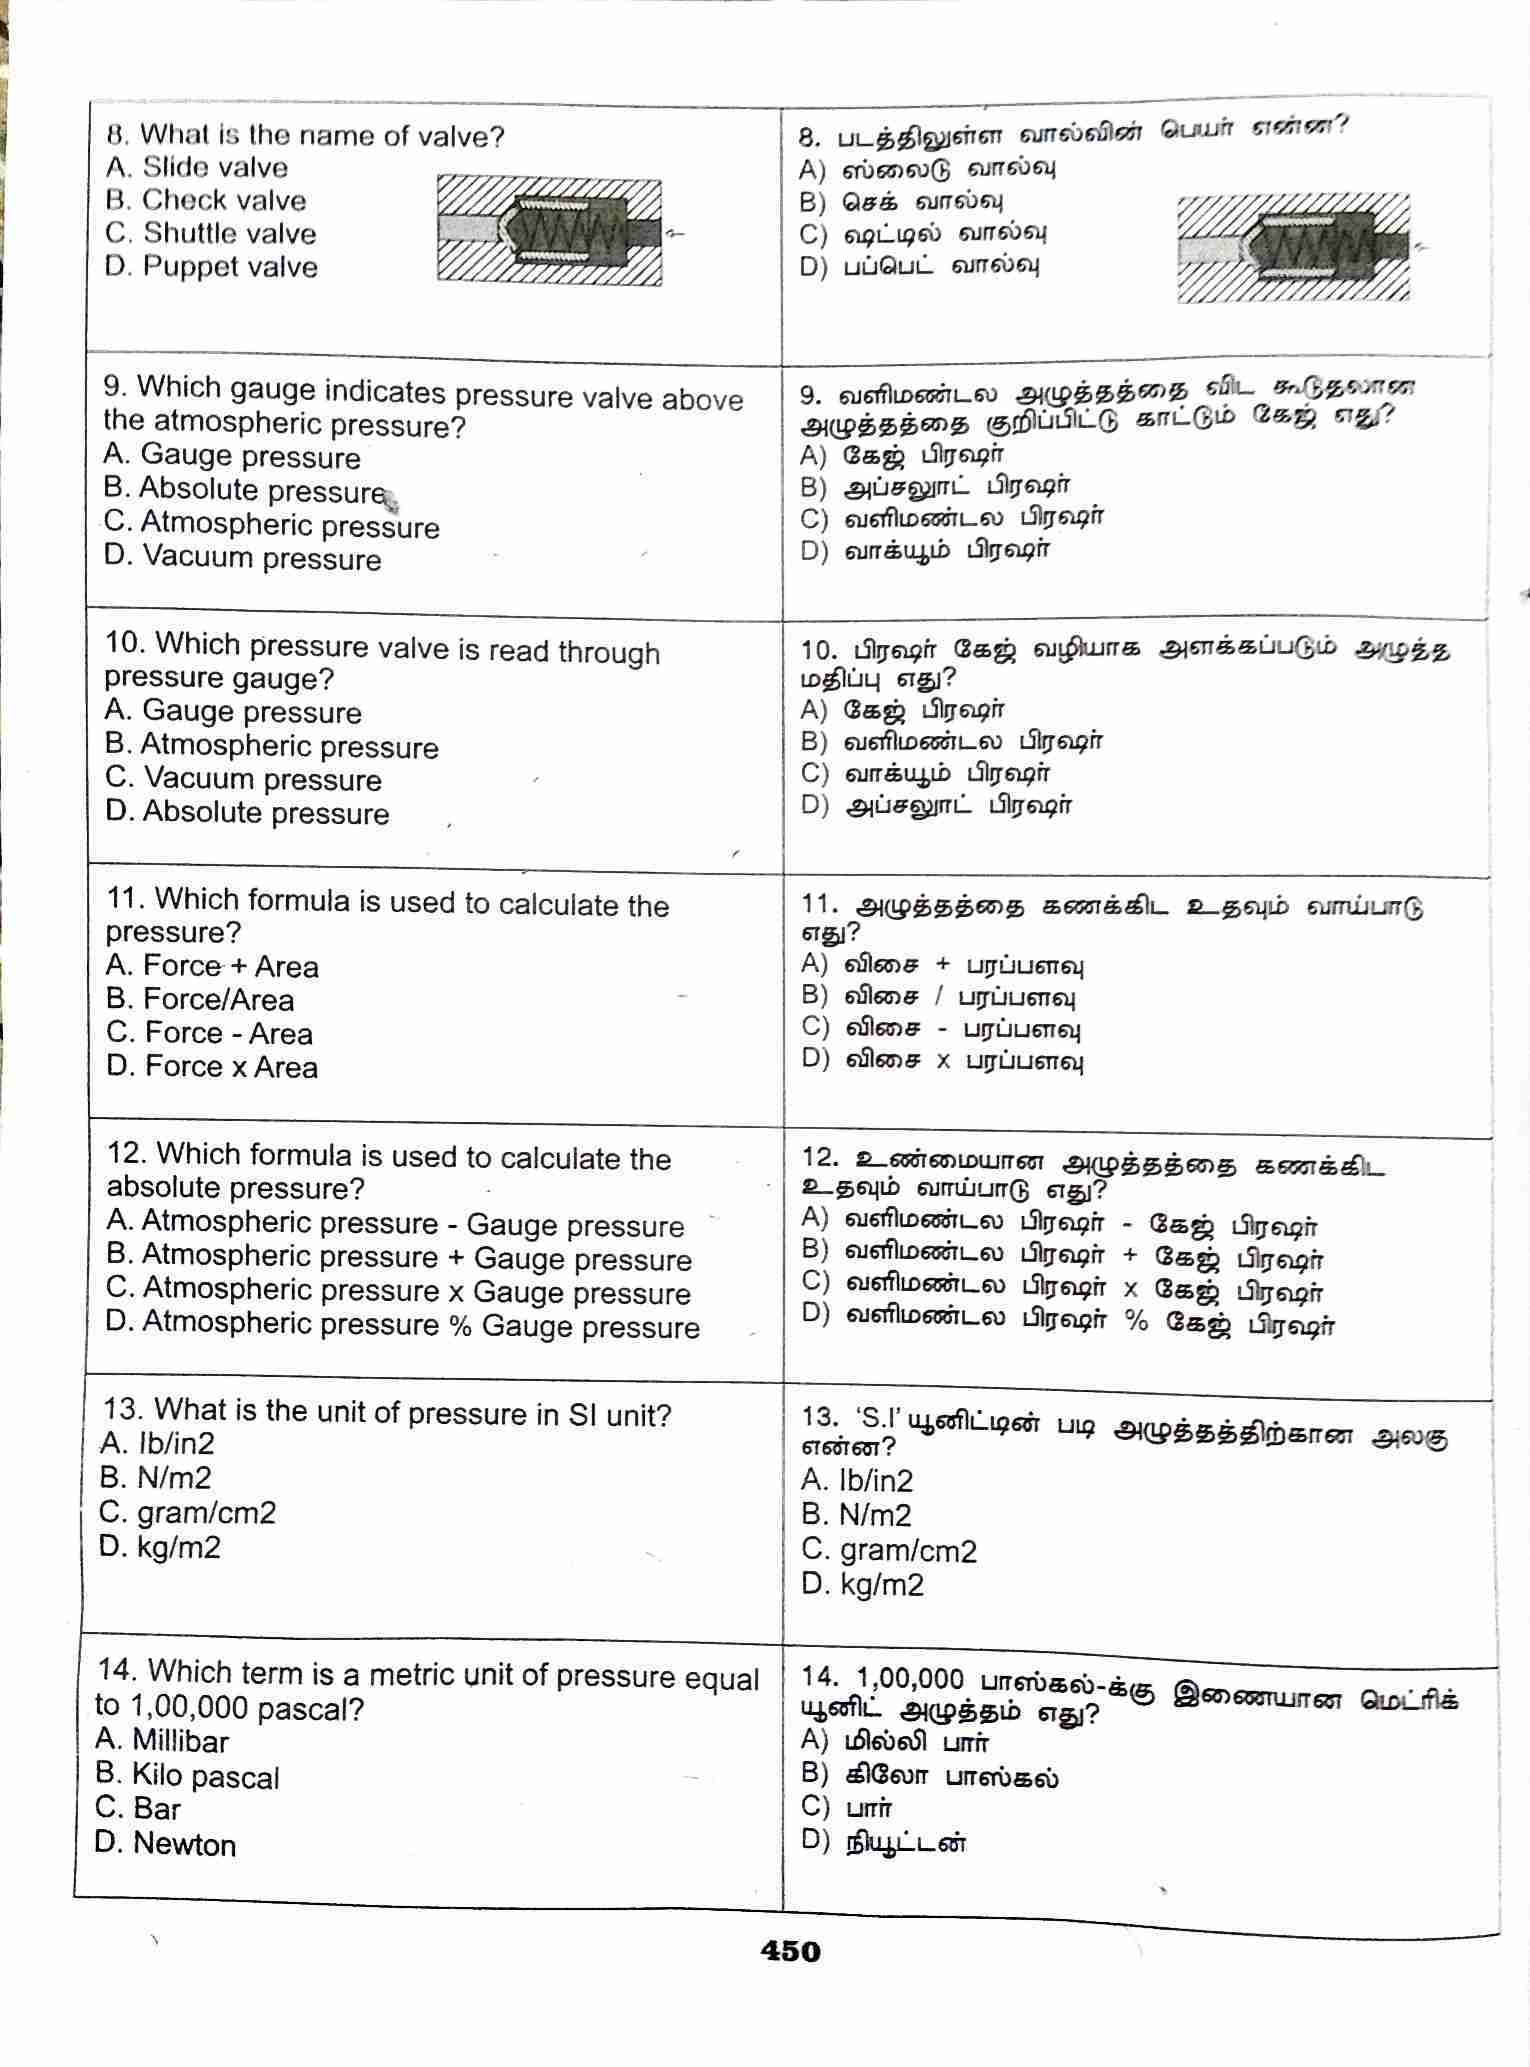 8. What is the name of valve?
A. Slide valve
B. Check valve
C. Shuttle valve
D. Puppet valve
8. படத்திலுள்ள வால்வின் பெயர் என்ன?
A) ஸ்லைடு வால்வு
B) செக் வால்வு
C) ஷட்டில் வால்வு
D) பப்பெட் வால்வு
9. Which gauge indicates pressure valve above
the atmospheric pressure?
A. Gauge pressure
B. Absolute pressure
C. Atmospheric pressure
D. Vacuum pressure
9. வளிமண்டல அழுத்தத்தை விட கூடுதலான
அழுத்தத்தை குறிப்பிட்டு காட்டும் கேஜ் எது?
A) கேஜ் பிரஷர்
B) அப்சலூட் பிரஷர்
C) வளிமண்டல பிரஷர்
D) வாக்யூம் பிரஷர்
10. Which pressure valve is read through
pressure gauge?
A. Gauge pressure
B. Atmospheric pressure
C. Vacuum pressure
D. Absolute pressure
10. பிரஷர் கேஜ் வழியாக அளக்கப்படும் அழுத்த
மதிப்பு எது?
A) கேஜ் பிரஷர்
B) வளிமண்டல பிரஷர்
C) வாக்யூம் பிரஷர்
D) அப்சலூட் பிரஷர்
11. Which formula is used to calculate the
pressure?
A. Force + Area
B. Force/Area
C. Force - Area
D. Force x Area
11. அழுத்தத்தை கணக்கிட உதவும் வாய்பாடு
எது?
A) விசை + பரப்பளவு
B) விசை / பரப்பளவு
C) விசை - பரப்பளவு
D) விசை x பரப்பளவு
12. Which formula is used to calculate the
absolute pressure?
A. Atmospheric pressure - Gauge pressure
B. Atmospheric pressure + Gauge pressure
C. Atmospheric pressure x Gauge pressure
D. Atmospheric pressure % Gauge pressure
12. உண்மையான அழுத்தத்தை கணக்கிட
உதவும் வாய்பாடு எது?
A) வளிமண்டல பிரஷர் - கேஜ் பிரஷர்
B) வளிமண்டல பிரஷர் + கேஜ் பிரஷர்
C) வளிமண்டல பிரஷர் x கேஜ் பிரஷர்
D) வளிமண்டல பிரஷர் % கேஜ் பிரஷர்
13. What is the unit of pressure in SI unit?
A. lb/in2
B. N/m2
C. gram/cm2
D. kg/m2
13. 'S.I' யூனிட்டின் படி அழுத்தத்திற்கான அலகு
என்ன?
A. lb/in2
B. N/m2
C. gram/cm2
D. kg/m2
14. Which term is a metric unit of pressure equal
to 1,00,000 pascal?
A. Millibar
B. Kilo pascal
C. Bar
D. Newton
14. 1,00,000 பாஸ்கல்-க்கு இணையான மெட்ரிக்
யூனிட் அழுத்தம் எது?
A) மில்லி பார்
B) கிலோ பாஸ்கல்
C) பார்
D) நியூட்டன்
450